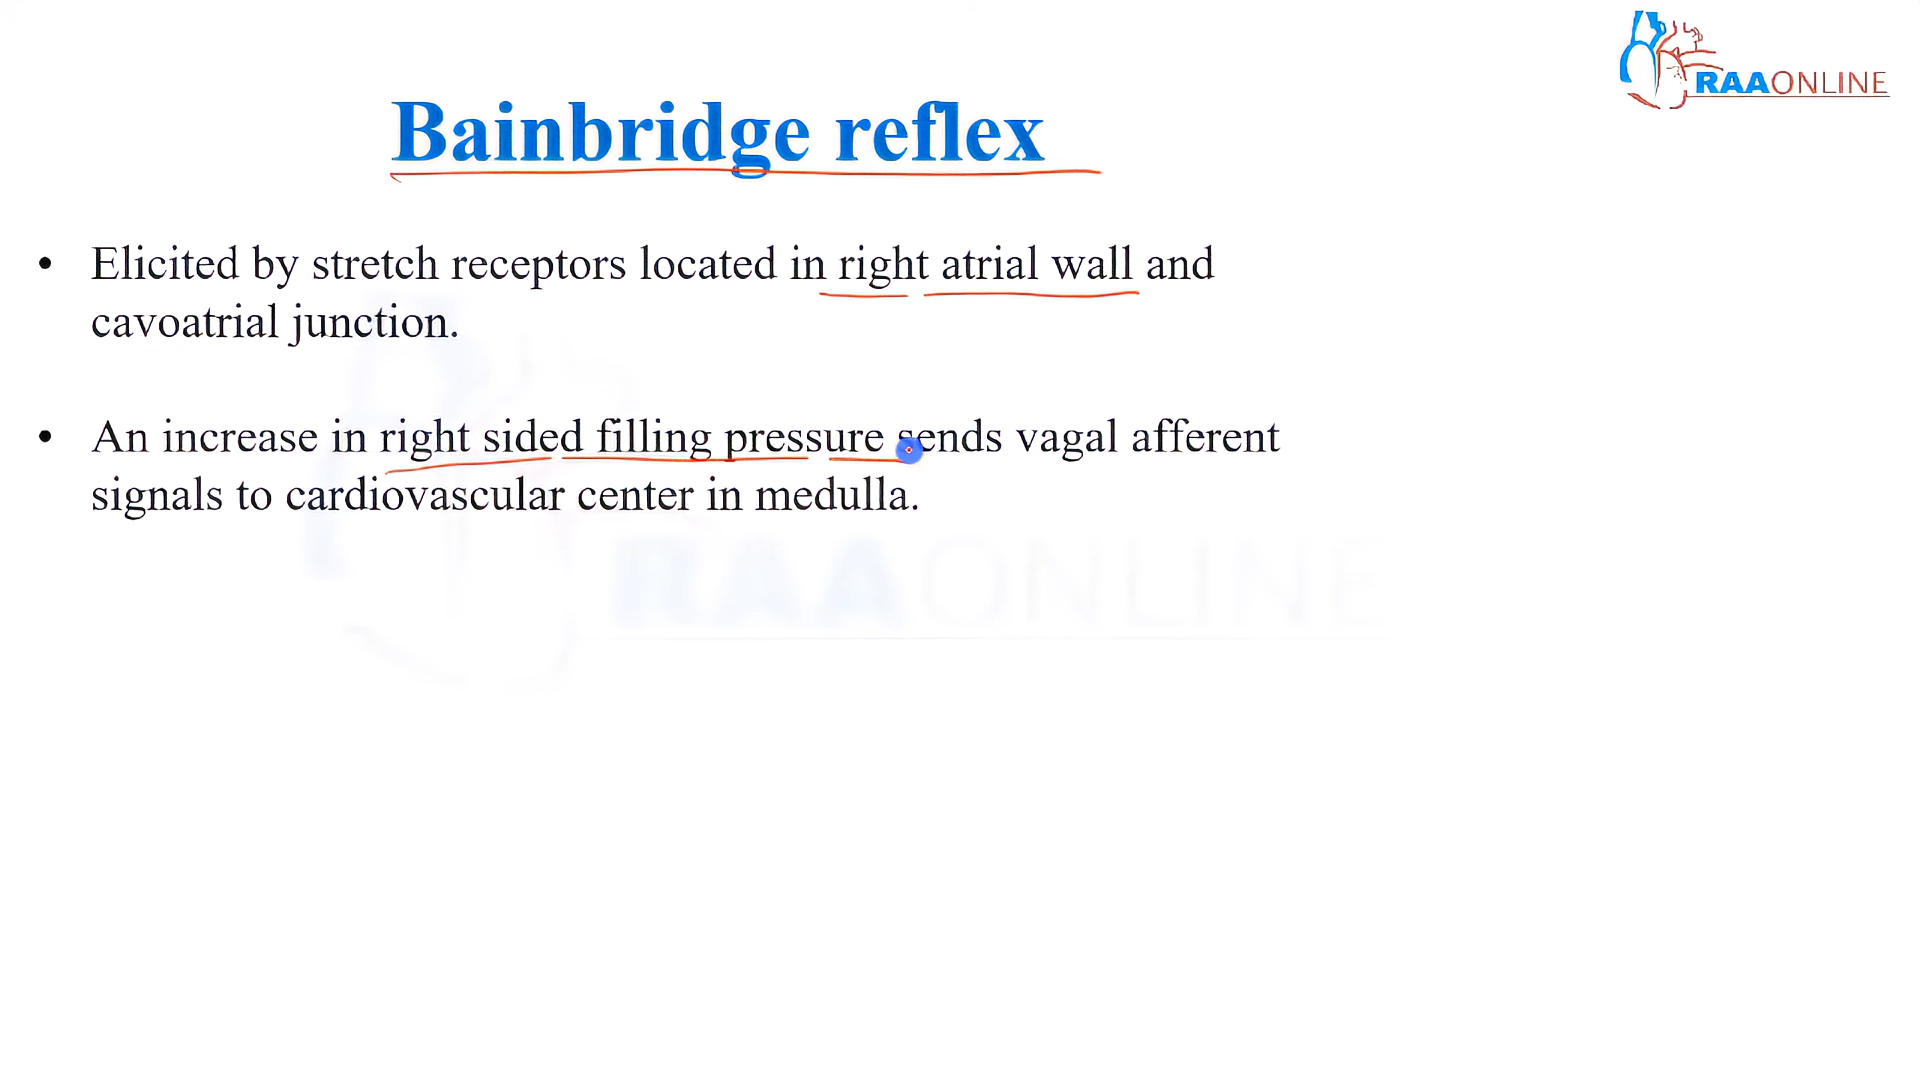 RAAONLINE
Bainbridge reflex
• Elicited by stretch receptors located in right atrial wall and
cavoatrial junction.
• An increase in right sided filling pressure sends vagal afferent
signals to cardiovascular center in medulla.
RAAONLINE